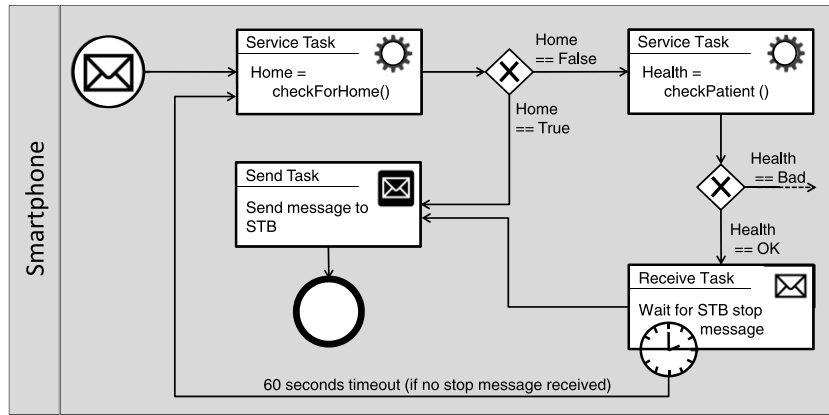 Smartphone
Service Task
Home =
checkForHome()
Home
== False
Service Task
Health =
checkPatient ()
Home
== True
Health
== Bad
Send Task
Send message to
STB
Health
== OK
Receive Task
Wait for STB stop
message
60 seconds timeout (if no stop message received)